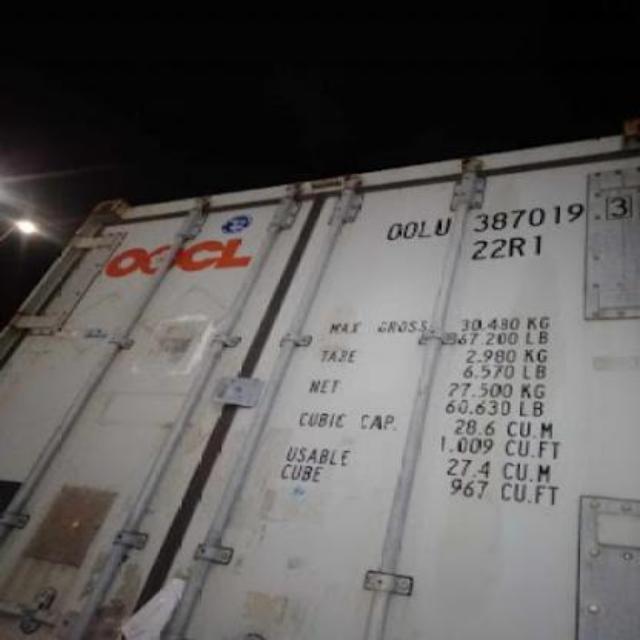 OOCL
OOLU 387019 3
22R1
MAX GROSS 30.480 KG
67.200 LB
TARE 2.980 KG
6.570 LB
NET 27.500 KG
60.630 LB
CUBIC CAP. 28.6 CU.M
1.009 CU.FT
USABLE CUBE 27.4 CU.M
967 CU.FT